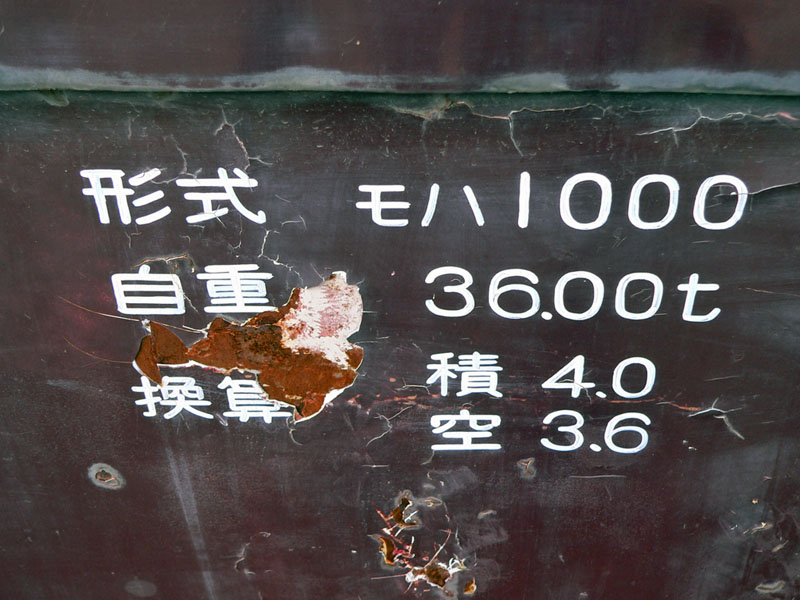 形式 モハ1000
自重 36.00t
換算 積 4.0
空 3.6